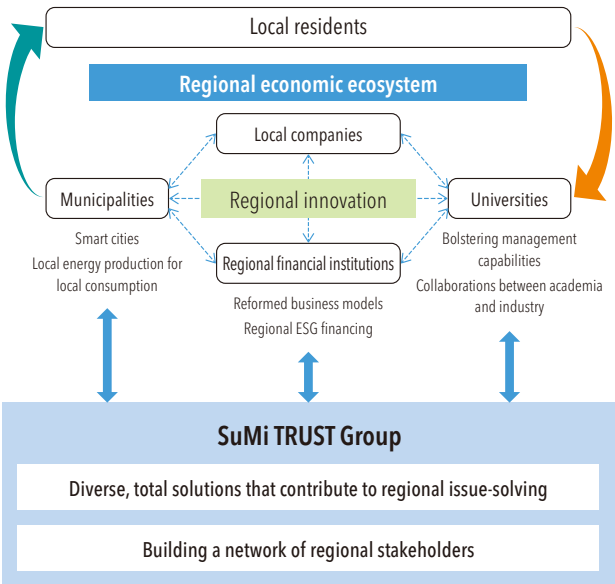 Local residents
Regional economic ecosystem
Local companies
Municipalities
Regional innovation
Universities
Smart cities
Local energy production for
local consumption
Regional financial institutions
Reformed business models
Regional ESG financing
Bolstering management
capabilities
Collaborations between academia
and industry
SuMi TRUST Group
Diverse, total solutions that contribute to regional issue-solving
Building a network of regional stakeholders